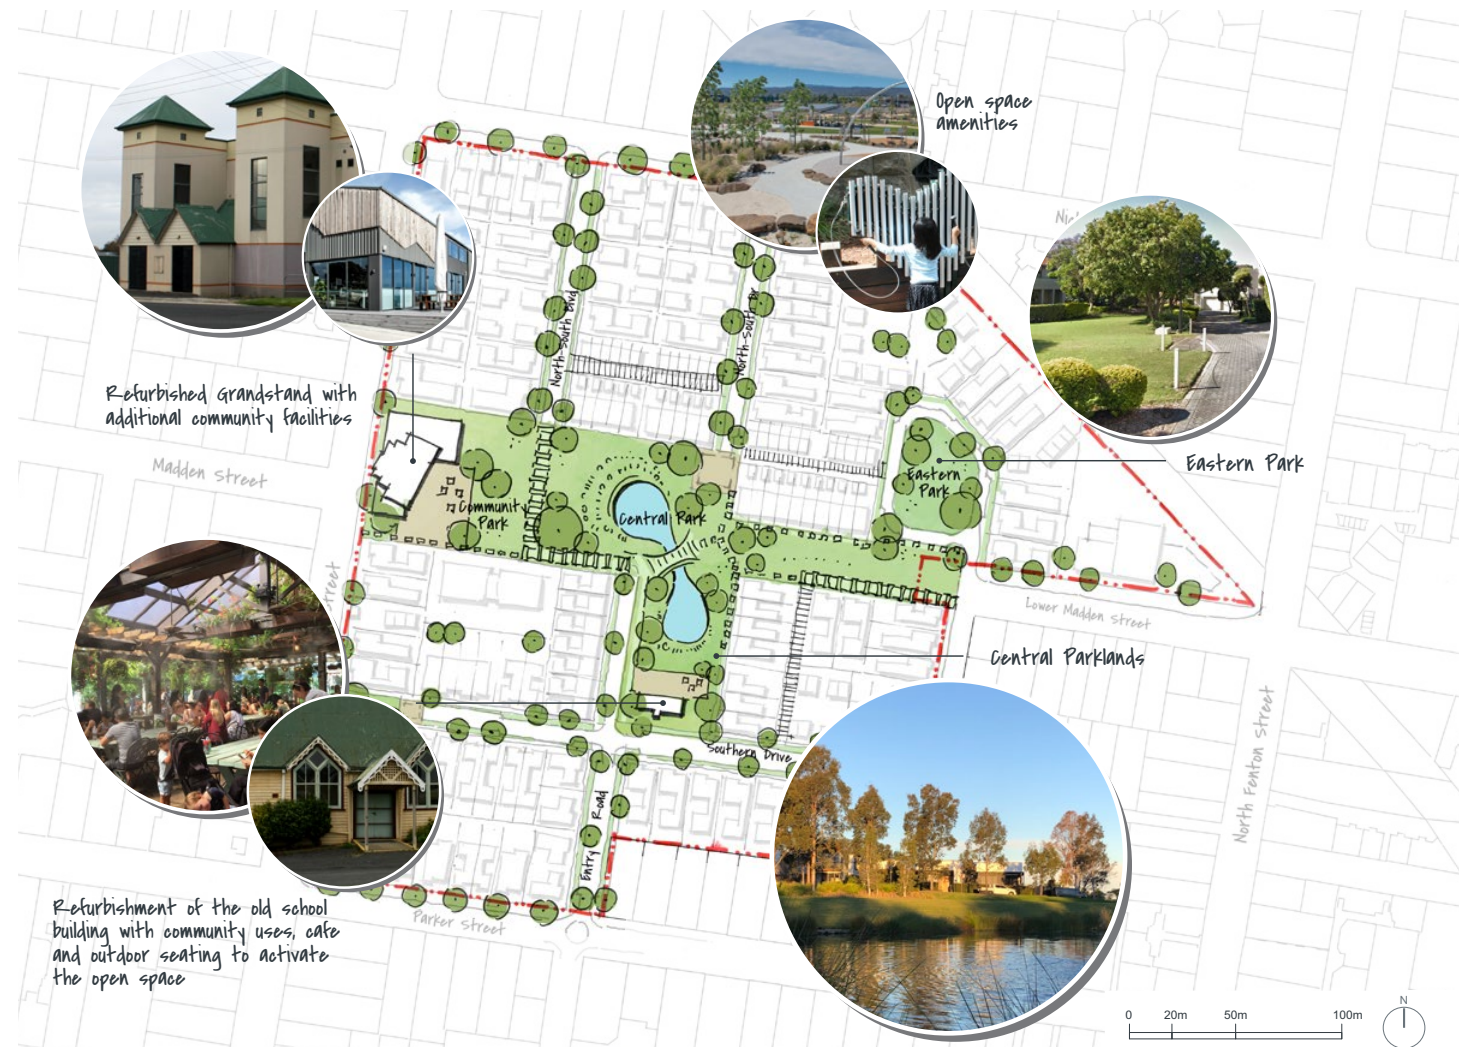 Open space
amenities
Refurbished Grandstand with
additional community facilities
North-South Blvd
North-South Dr
Madden Street
Eastern
Park
Eastern Park
Community
Park
Central Park
Street
Lower Madden Street
Central Parklands
Southern Drive
North Fenton Street
Entry Road
Parker Street
Refurbishment of the old school
building with community uses, cafe
and outdoor seating to activate
the open space
0 20m 50m 100m
N